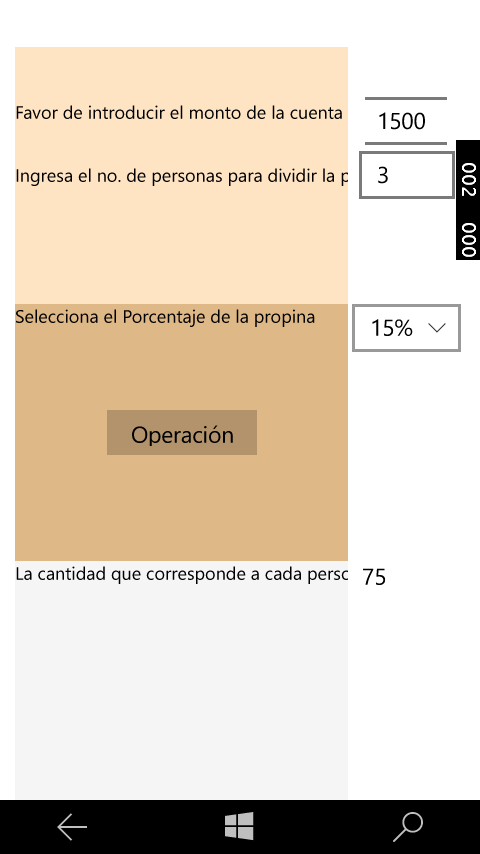 Favor de introducir el monto de la cuenta
1500
Ingresa el no. de personas para dividir la p
3
002 000
Selecciona el Porcentaje de la propina
15%
Operación
La cantidad que corresponde a cada perso
75